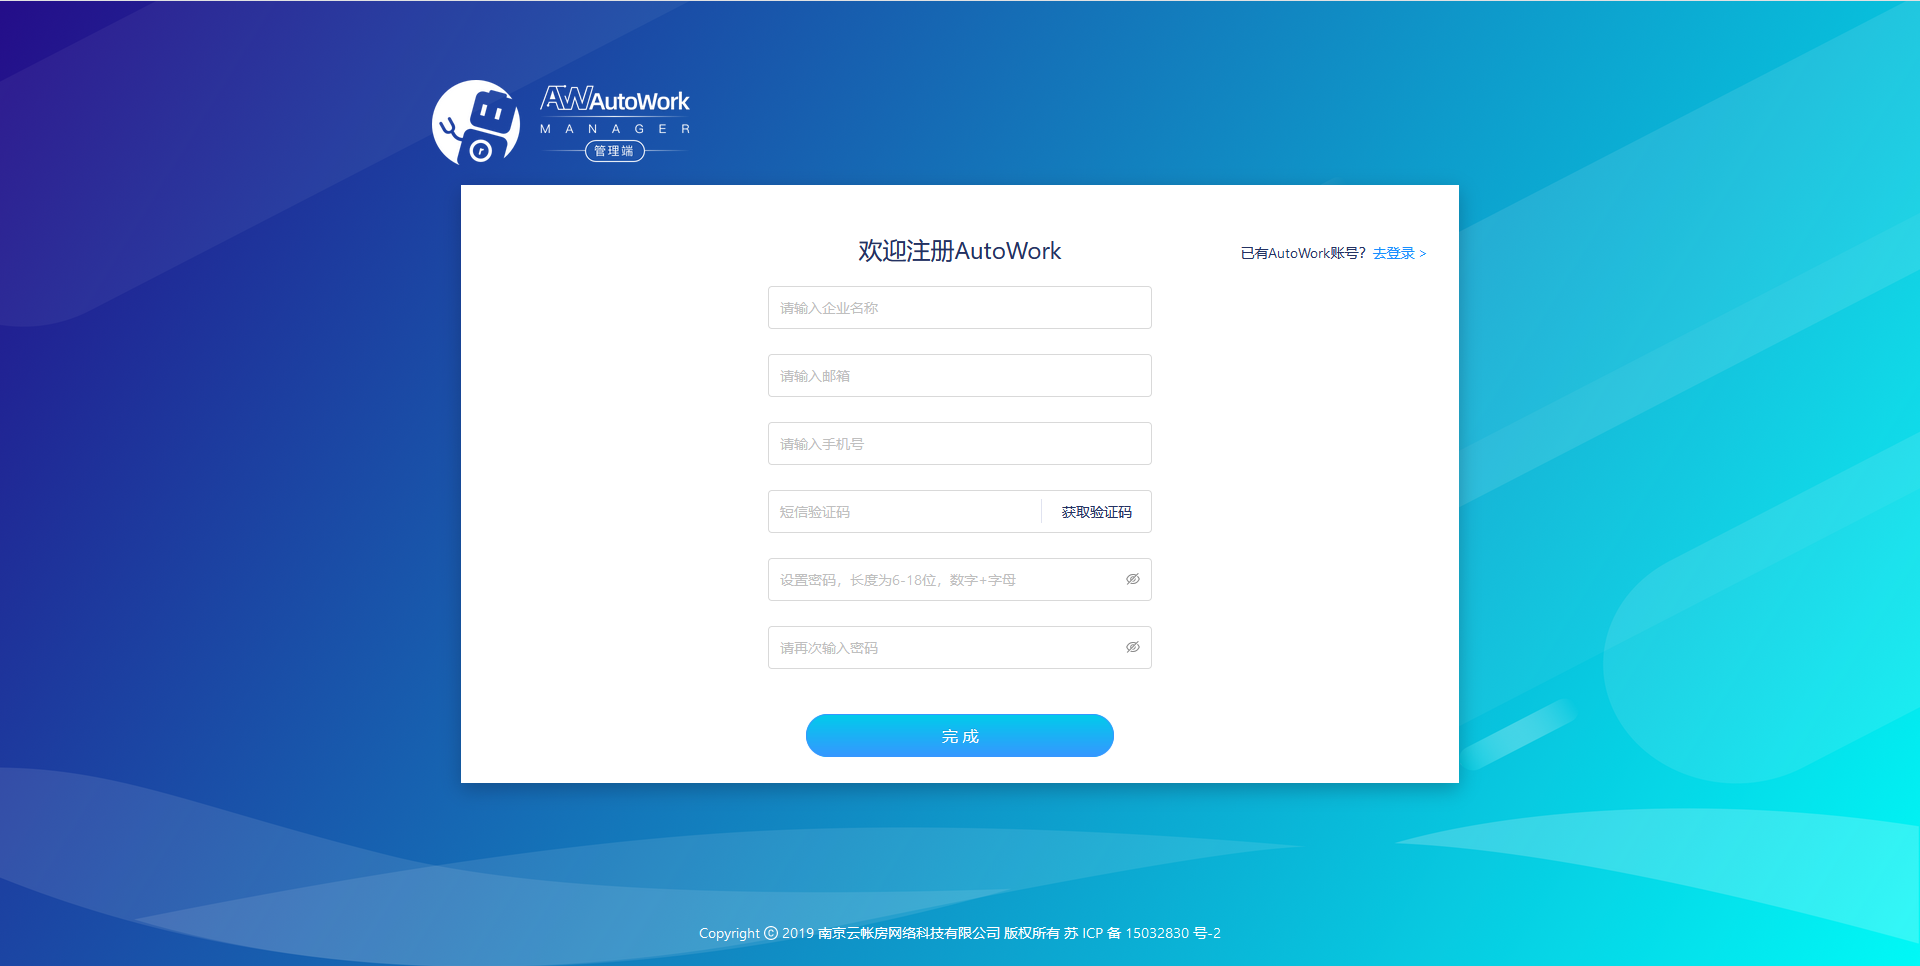 AW AutoWork
MANAGER
管理端
欢迎注册AutoWork
已有AutoWork账号？去登录 >
请输入企业名称
请输入邮箱
请输入手机号
短信验证码
获取验证码
设置密码，长度为6-18位，数字+字母
请再次输入密码
完 成
Copyright © 2019 南京云帐房网络科技有限公司 版权所有 苏 ICP 备 15032830 号-2